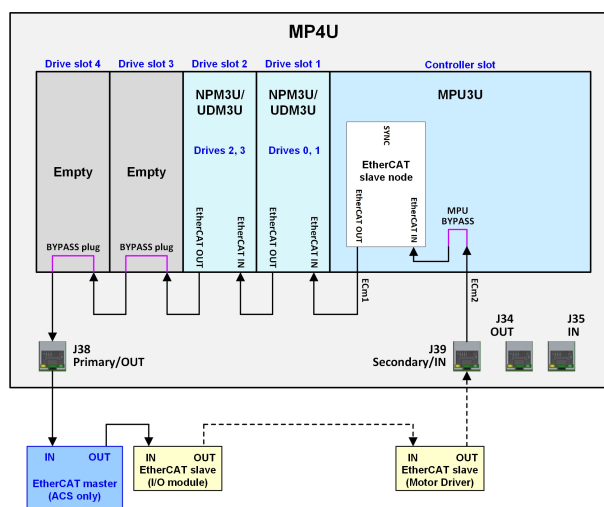 MP4U
Drive slot 4
Drive slot 3
Drive slot 2
Drive slot 1
Controller slot
NPM3U/
UDM3U
NPM3U/
UDM3U
MPU3U
Drives 2, 3
Drives 0, 1
SYNC
EtherCAT
slave node
Empty
Empty
EtherCAT OUT
EtherCAT IN
MPU
BYPASS
BYPASS plug
BYPASS plug
EtherCAT OUT
EtherCAT IN
EtherCAT OUT
EtherCAT IN
ECm1
ECm2
J34
OUT
J35
IN
J38
Primary/OUT
J39
Secondary/IN
IN OUT
EtherCAT master
(ACS only)
IN OUT
EtherCAT slave
(I/O module)
IN OUT
EtherCAT slave
(Motor Driver)